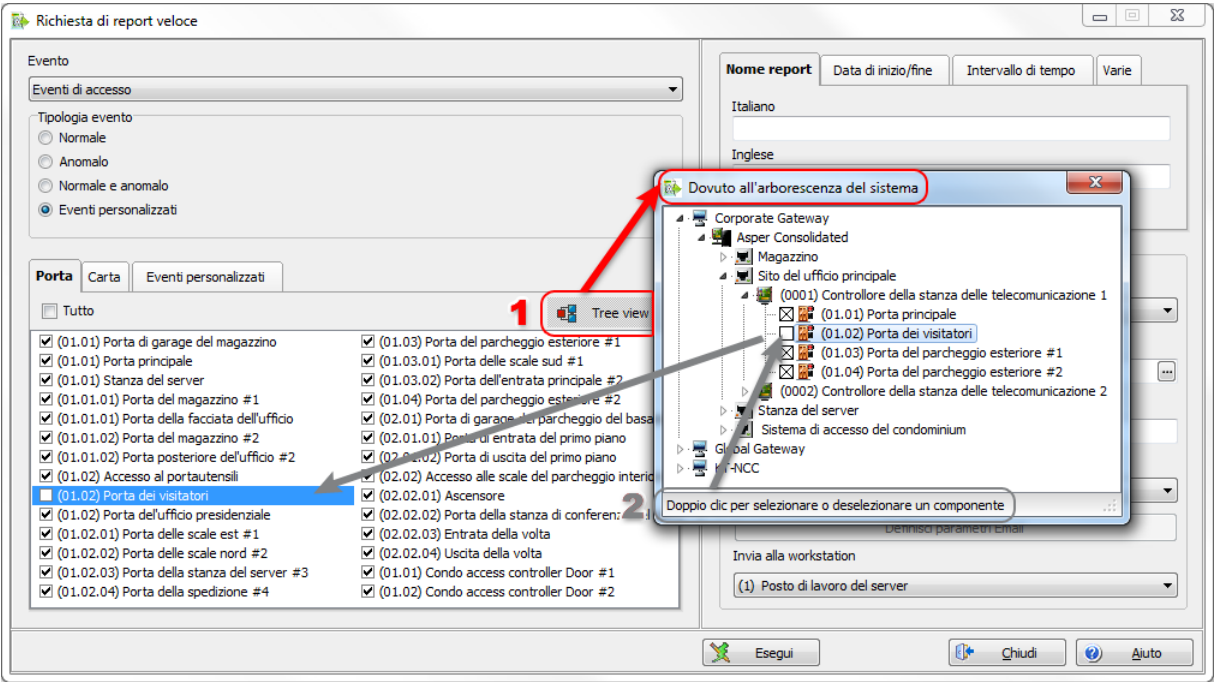 Richiesta di report veloce
Evento
Eventi di accesso
Tipologia evento
Normale
Anomalo
Normale e anomalo
Eventi personalizzati
Porta Carta Eventi personalizzati
Tutto
1
Tree view
(01.01) Porta di garage del magazzino
(01.01) Porta principale
(01.01) Stanza del server
(01.01.01) Porta del magazzino #1
(01.01.01) Porta della facciata dell'ufficio
(01.01.02) Porta del magazzino #2
(01.01.02) Porta posteriore del'ufficio #2
(01.02) Accesso al portautensili
(01.02) Porta dei visitatori
(01.02) Porta del'ufficio presidenziale
(01.02.01) Porta delle scale est #1
(01.02.02) Porta delle scale nord #2
(01.02.03) Porta della stanza del server #3
(01.02.04) Porta della spedizione #4
(01.03) Porta del parcheggio esteriore #1
(01.03.01) Porta delle scale sud #1
(01.03.02) Porta dell'entrata principale #2
(01.04) Porta del parcheggio esteriore #2
(02.01) Porta di garage del parcheggio del basa
(02.01.01) Porta di entrata del primo piano
(02.01.02) Porta di uscita del primo piano
(02.02) Accesso alle scale del parcheggio interio
(02.02.01) Ascensore
(02.02.02) Porta della stanza di conferen
(02.02.03) Entrata della volta
(02.02.04) Uscita della volta
(01.01) Condo access controller Door #1
(01.02) Condo access controller Door #2
Nome report Data di inizio/fine Intervallo di tempo Varie
Italiano
Inglese
Dovuto all'arborescenza del sistema
Corporate Gateway
Asper Consolidated
Magazzino
Sito del ufficio principale
(0001) Controllore della stanza delle telecomunicazione 1
(01.01) Porta principale
(01.02) Porta dei visitatori
(01.03) Porta del parcheggio esteriore #1
(01.04) Porta del parcheggio esteriore #2
(0002) Controllore della stanza delle telecomunicazione 2
Stanza del server
Sistema di accesso del condominium
Global Gateway
KT-NCC
2
Doppio clic per selezionare o deselezionare un componente
Definisci parametri Email
Invia alla workstation
(1) Posto di lavoro del server
Esegui Chiudi Aiuto